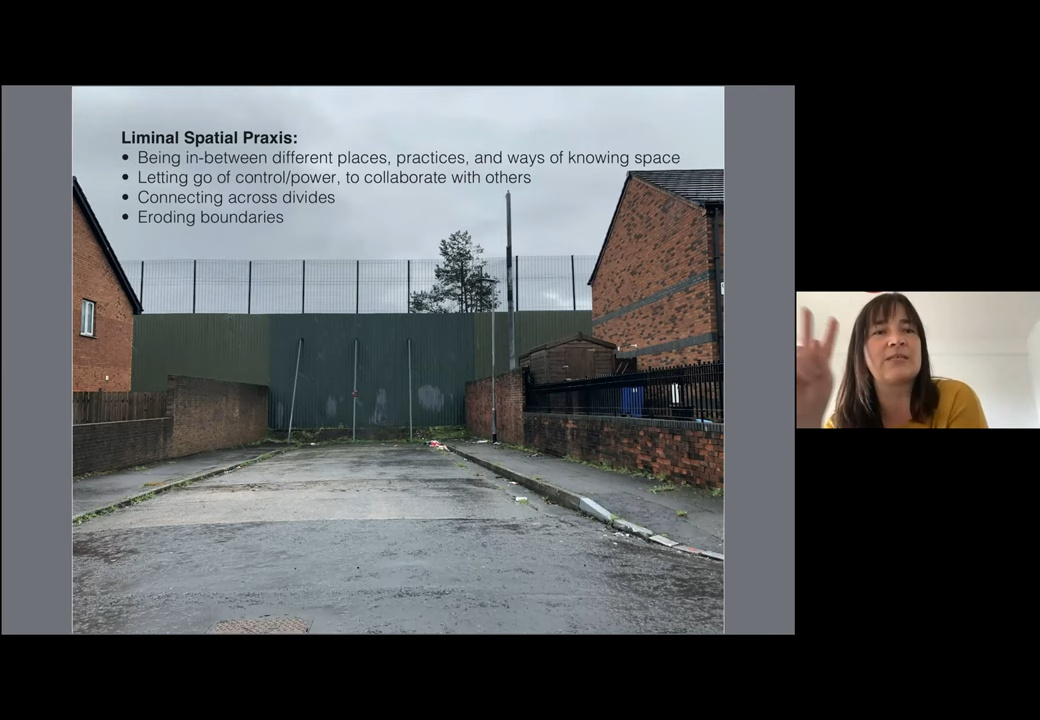 Liminal Spatial Praxis:
• Being in-between different places, practices, and ways of knowing space
• Letting go of control/power, to collaborate with others
• Connecting across divides
• Eroding boundaries